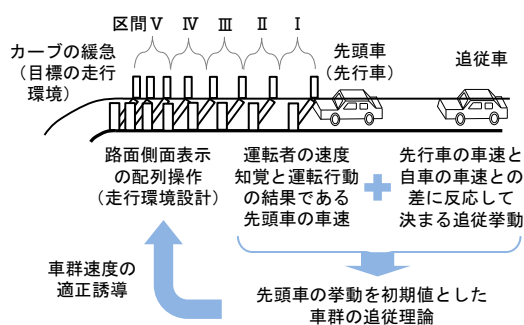 区間 Ⅴ Ⅳ Ⅲ Ⅱ Ⅰ
カーブの緩急
（目標の走行
環境）
先頭車
（先行車）
追従車
路面側面表示
の配列操作
（走行環境設計）
運転者の速度
知覚と運転行動
の結果である
先頭車の車速
先行車の車速と
自車の車速との
差に反応して
決まる追従挙動
車群速度の
適正誘導
先頭車の挙動を初期値とした
車群の追従理論